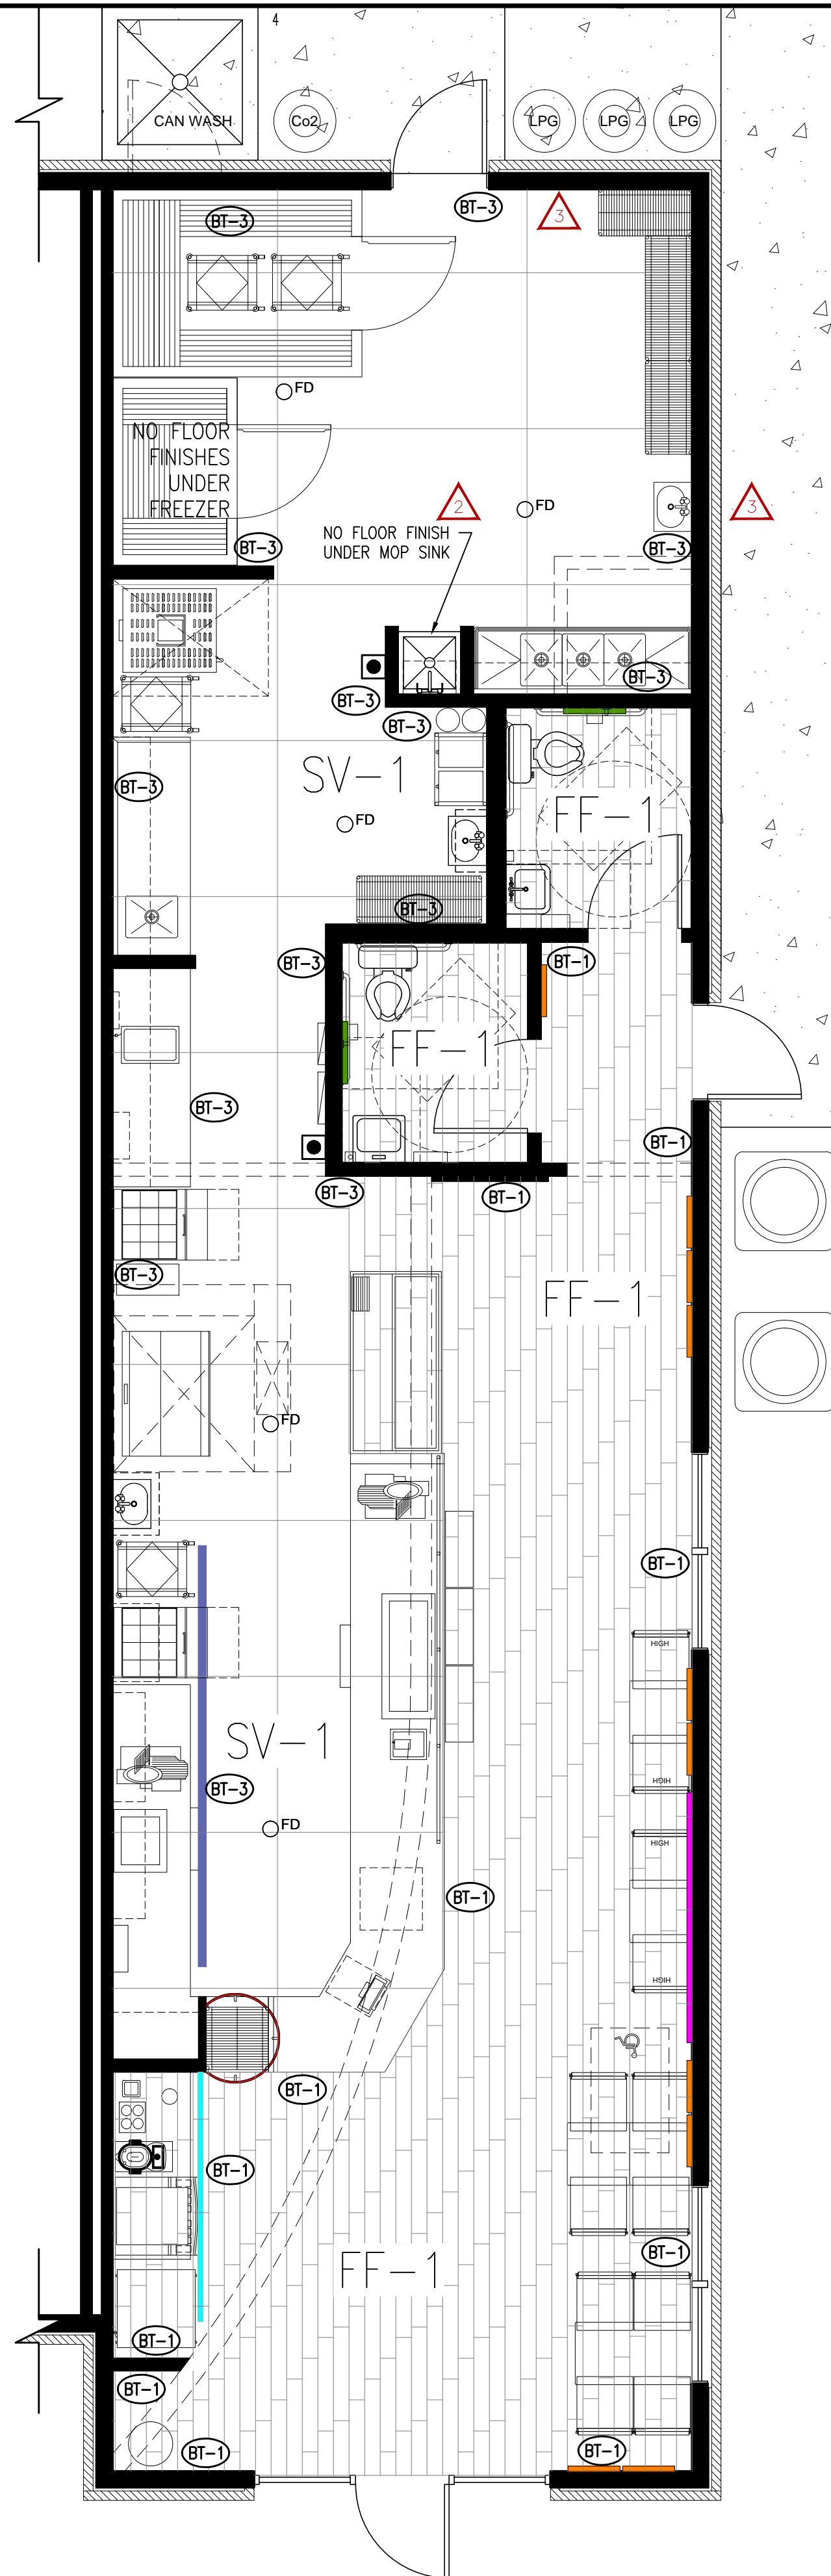 4
CAN WASH
Co2
LPG
LPG
LPG
BT-3
BT-3
3
FD
NO FLOOR
FINISHES
UNDER
FREEZER
2
FD
3
NO FLOOR FINISH
UNDER MOP SINK
BT-3
BT-3
BT-3
BT-3
BT-3
SV-1
BT-3
FD
FF-1
BT-3
BT-3
BT-1
FF-1
BT-3
BT-1
BT-3
BT-1
BT-3
FF-1
FD
BT-1
HIGH
SV-1
BT-3
HIGH
FD
HIGH
BT-1
HIGH
BT-1
BT-1
BT-1
FF-1
BT-1
BT-1
BT-1
BT-1